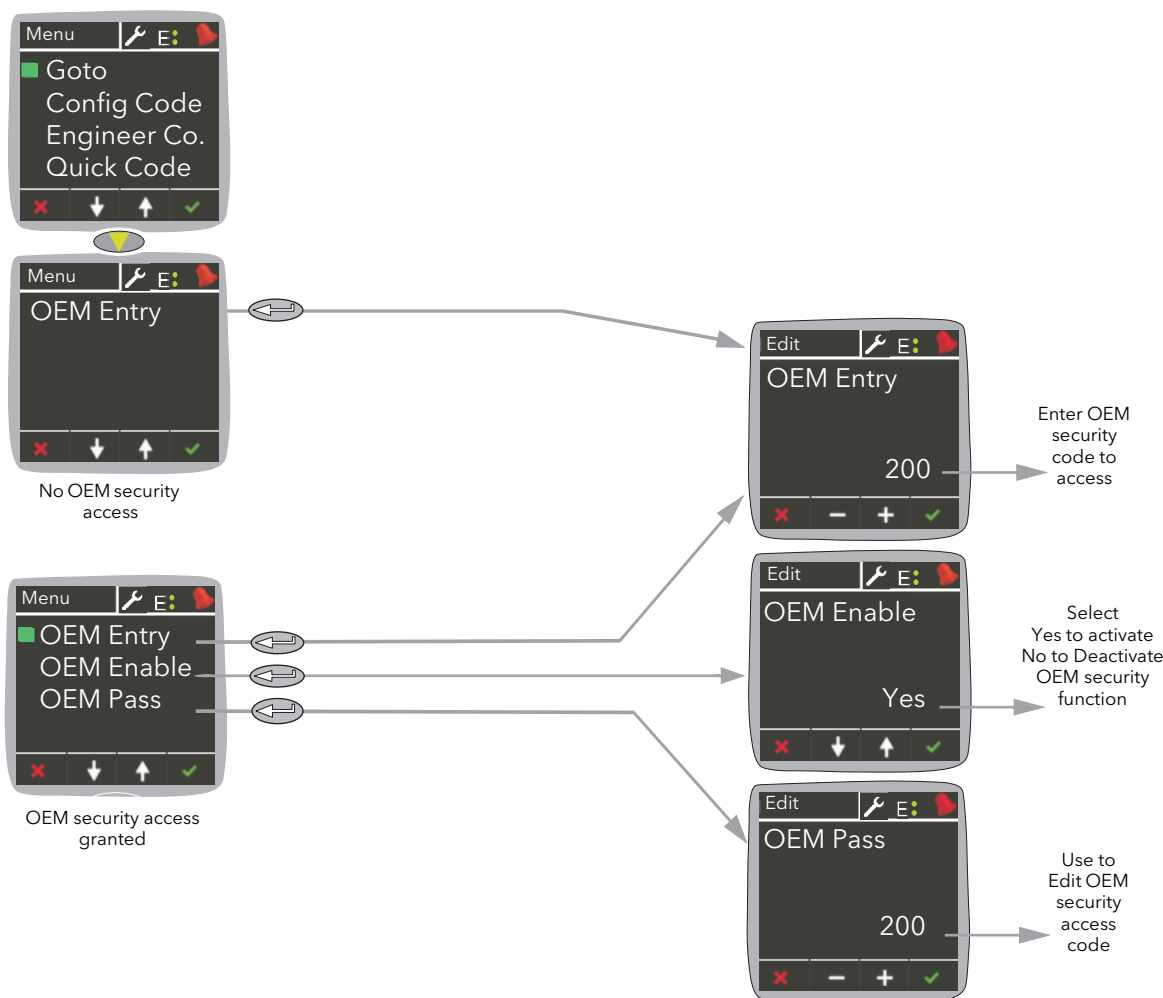 Menu E:
Goto
Config Code
Engineer Co.
Quick Code
Menu E:
OEM Entry
No OEM security
access
Edit E:
OEM Entry
200
Enter OEM
security
code to
access
Menu E:
OEM Entry
OEM Enable
OEM Pass
OEM security access
granted
Edit E:
OEM Enable
Yes
Select
Yes to activate
No to Deactivate
OEM security
function
Edit E:
OEM Pass
200
Use to
Edit OEM
security
access
code